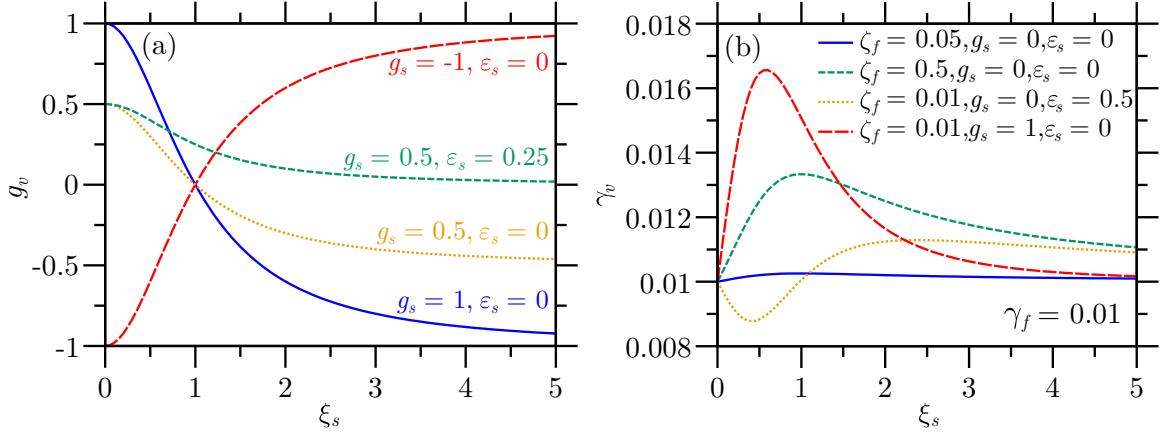 (a)
g_v
1
0.5
0
-0.5
-1
g_s = -1, ε_s = 0
g_s = 0.5, ε_s = 0.25
g_s = 0.5, ε_s = 0
g_s = 1, ε_s = 0
0 1 2 3 4 5
ξ_s
(b)
γ_v
0.018
0.016
0.014
0.012
0.01
0.008
ζ_f = 0.05,g_s = 0,ε_s = 0
ζ_f = 0.5,g_s = 0,ε_s = 0
ζ_f = 0.01,g_s = 0,ε_s = 0.5
ζ_f = 0.01,g_s = 1,ε_s = 0
γ_f = 0.01
0 1 2 3 4 5
ξ_s